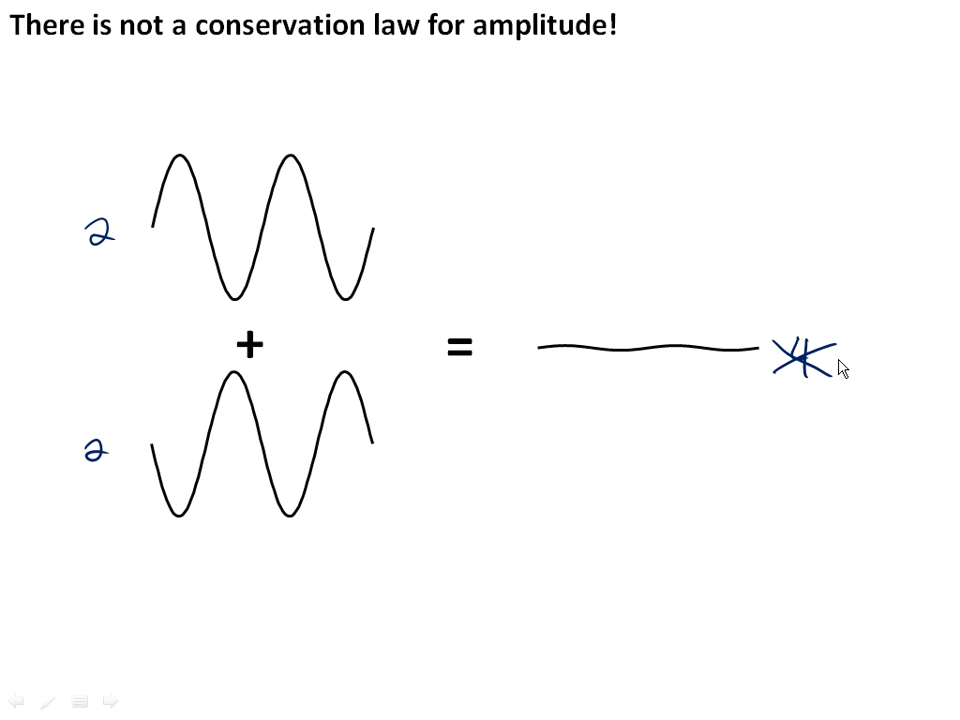 There is not a conservation law for amplitude!
2
+
=
2